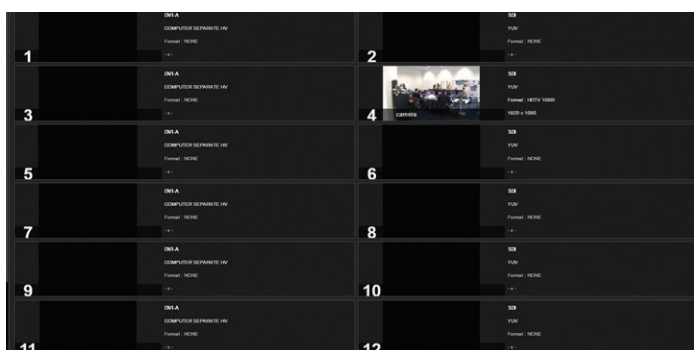 DVI-A
COMPUTER SEPARATE HV
Format : NONE
- x -
1
SDI
YUV
Format : NONE
- x -
2
DVI-A
COMPUTER SEPARATE HV
Format : NONE
- x -
3
SDI
YUV
Format : HDTV 1080i
1920 x 1080
4
camera
DVI-A
COMPUTER SEPARATE HV
Format : NONE
- x -
5
SDI
YUV
Format : NONE
- x -
6
DVI-A
COMPUTER SEPARATE HV
Format : NONE
- x -
7
SDI
YUV
Format : NONE
- x -
8
DVI-A
COMPUTER SEPARATE HV
Format : NONE
- x -
9
SDI
YUV
Format : NONE
- x -
10
DVI-A
COMPUTER SEPARATE HV
Format : NONE
- x -
11
SDI
YUV
Format : NONE
- x -
12